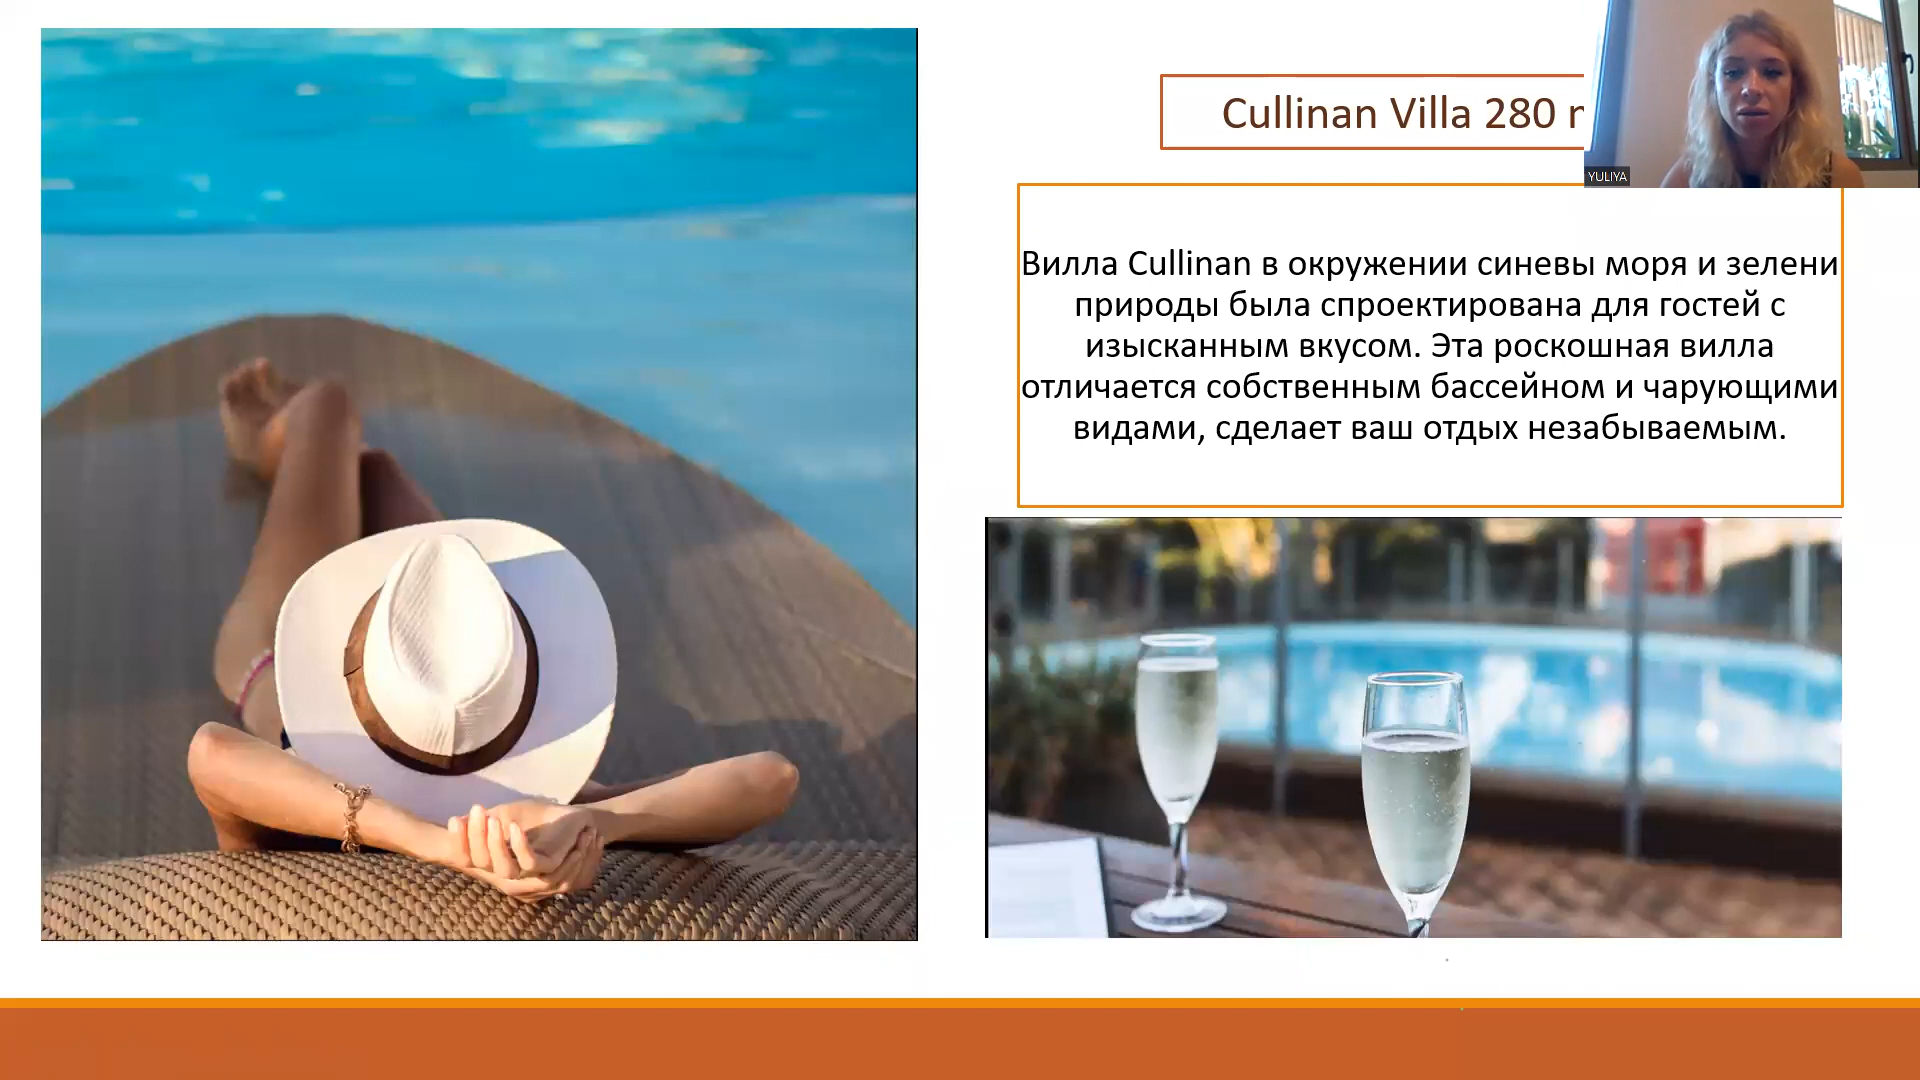 Cullinan Villa 280
YULIYA
Вилла Cullinan в окружении синевы моря и зелени
природы была спроектирована для гостей с
изысканным вкусом. Эта роскошная вилла
отличается собственным бассейном и чарующими
видами, сделает ваш отдых незабываемым.